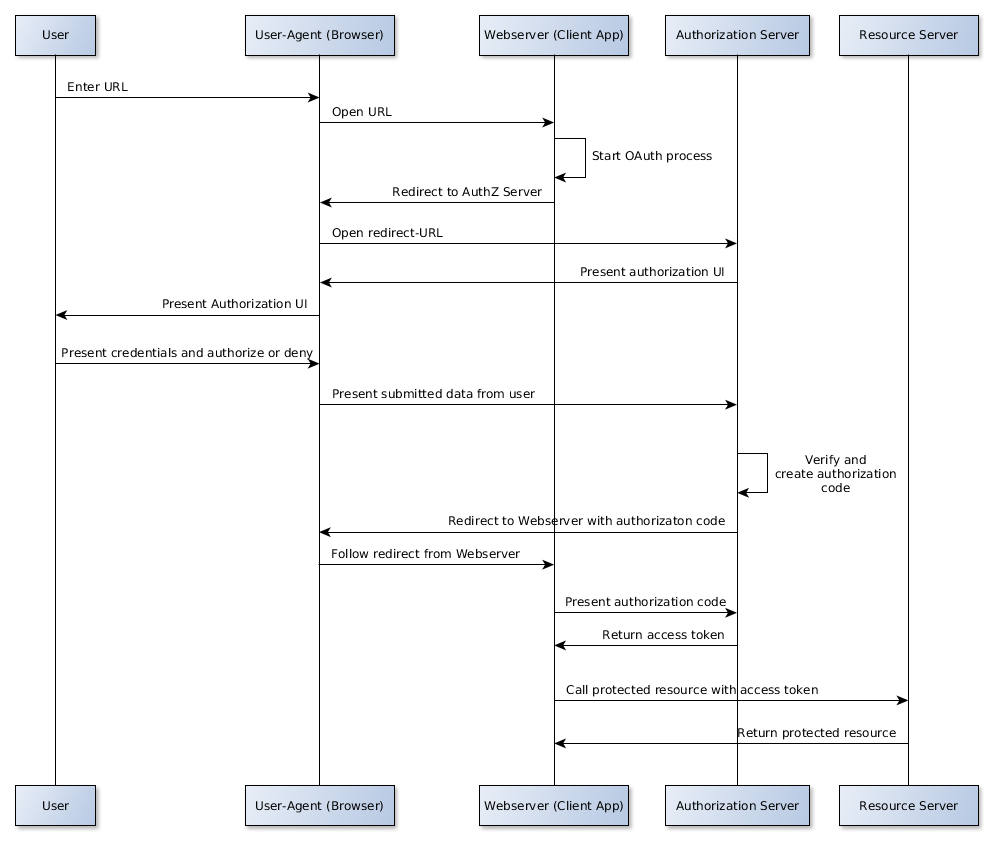 User
User-Agent (Browser)
Webserver (Client App)
Authorization Server
Resource Server
Enter URL
Open URL
Start OAuth process
Redirect to AuthZ Server
Open redirect-URL
Present authorization UI
Present Authorization UI
Present credentials and authorize or deny
Present submitted data from user
Verify and
create authorization
code
Redirect to Webserver with authorizaton code
Follow redirect from Webserver
Present authorization code
Return access token
Call protected resource with access token
Return protected resource
User
User-Agent (Browser)
Webserver (Client App)
Authorization Server
Resource Server